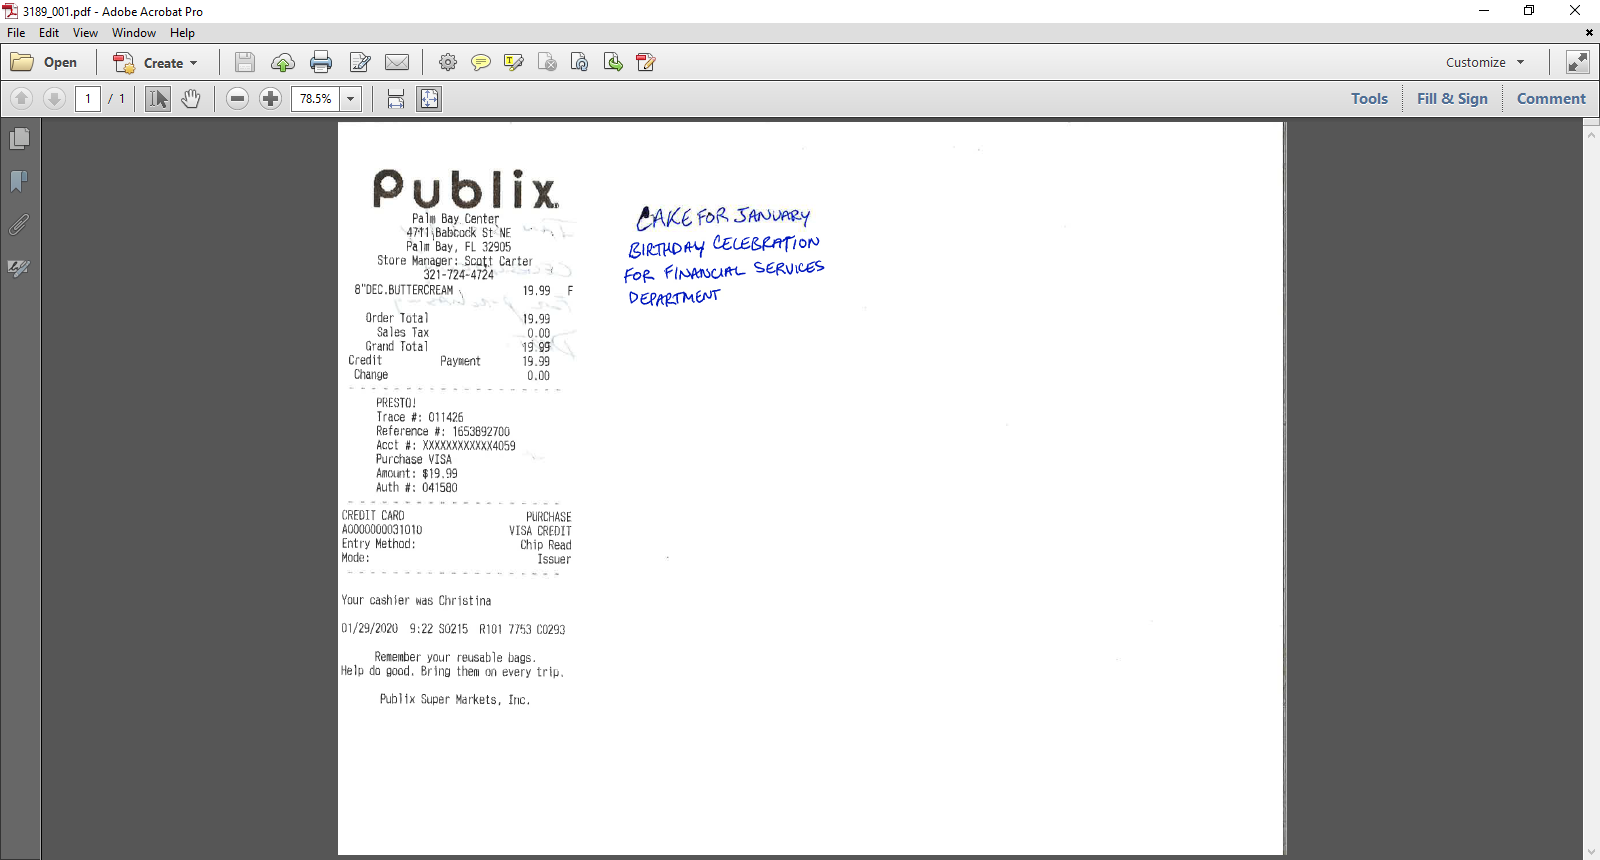 3189_001.pdf - Adobe Acrobat Pro
File Edit View Window Help
Open Create Customize
1 / 1 78.5% Tools Fill & Sign Comment
Publix
Palm Bay Center
4711 Babcock St NE
Palm Bay, FL 32905
Store Manager: Scott Carter
321-724-4724
8"DEC.BUTTERCREAM 19.99 F
Order Total 19.99
Sales Tax 0.00
Grand Total 19.99
Credit Payment 19.99
Change 0.00
PRESTO!
Trace #: 011426
Reference #: 1653892700
Acct #: XXXXXXXXXXXX4059
Purchase VISA
Amount: $19.99
Auth #: 041580
CREDIT CARD PURCHASE
A0000000031010 VISA CREDIT
Entry Method: Chip Read
Mode: Issuer
Your cashier was Christina
01/29/2020 9:22 S0215 R101 7753 C0293
Remember your reusable bags.
Help do good. Bring them on every trip.
Publix Super Markets, Inc.
CAKE FOR JANUARY
BIRTHDAY CELEBRATION
FOR FINANCIAL SERVICES
DEPARTMENT